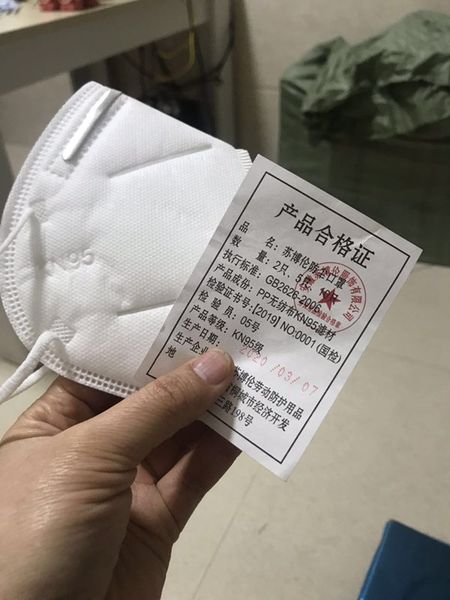 KN95
产品合格证
品 名：苏博伦防尘口罩
数 量：2只、5只
执行标准：GB2626-2006
产品成份：PP无纺布KN95滤材
检验证书号：[2019] NO:0001 (国检)
检 验 员：05号
产品等级：KN95级
生产日期：2020/03/07
生产企业 苏博伦劳动防护用品
地 桐城市经济开发
三路198号